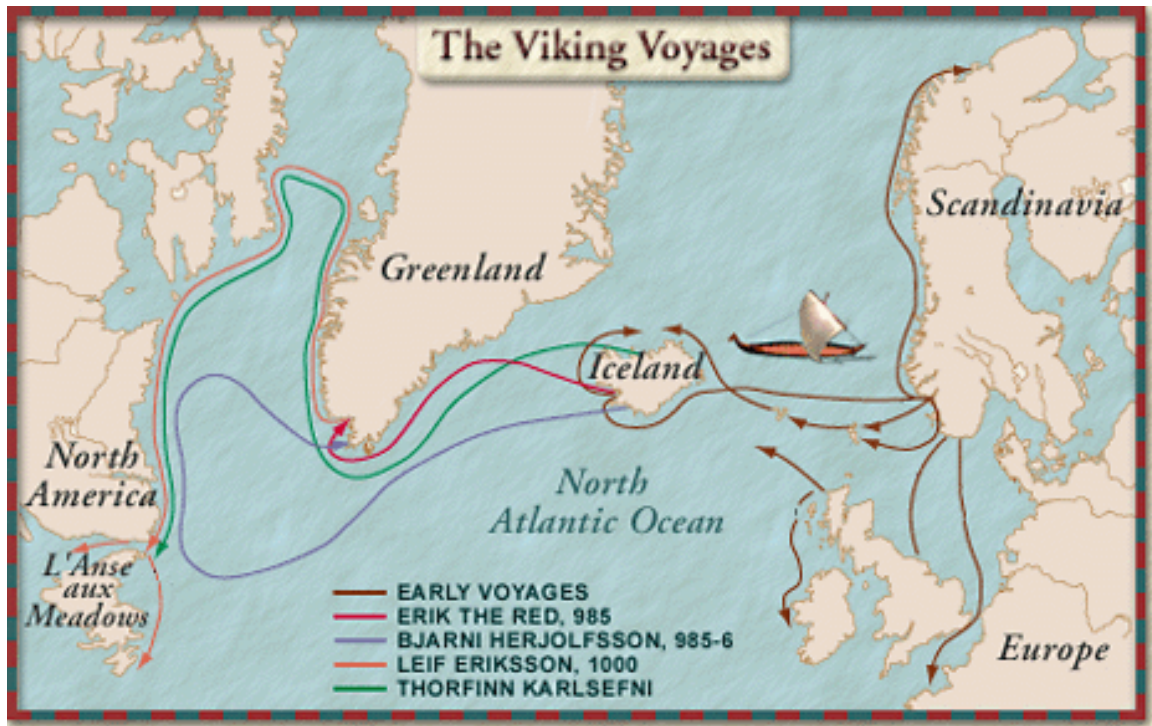 The Viking Voyages
Scandinavia
Greenland
Iceland
North
America
North
Atlantic Ocean
L'Anse
aux
Meadows
EARLY VOYAGES
ERIK THE RED, 985
BJARNI HERJOLFSSON, 985-6
LEIF ERIKSSON, 1000
THORFINN KARLSEFNI
Europe